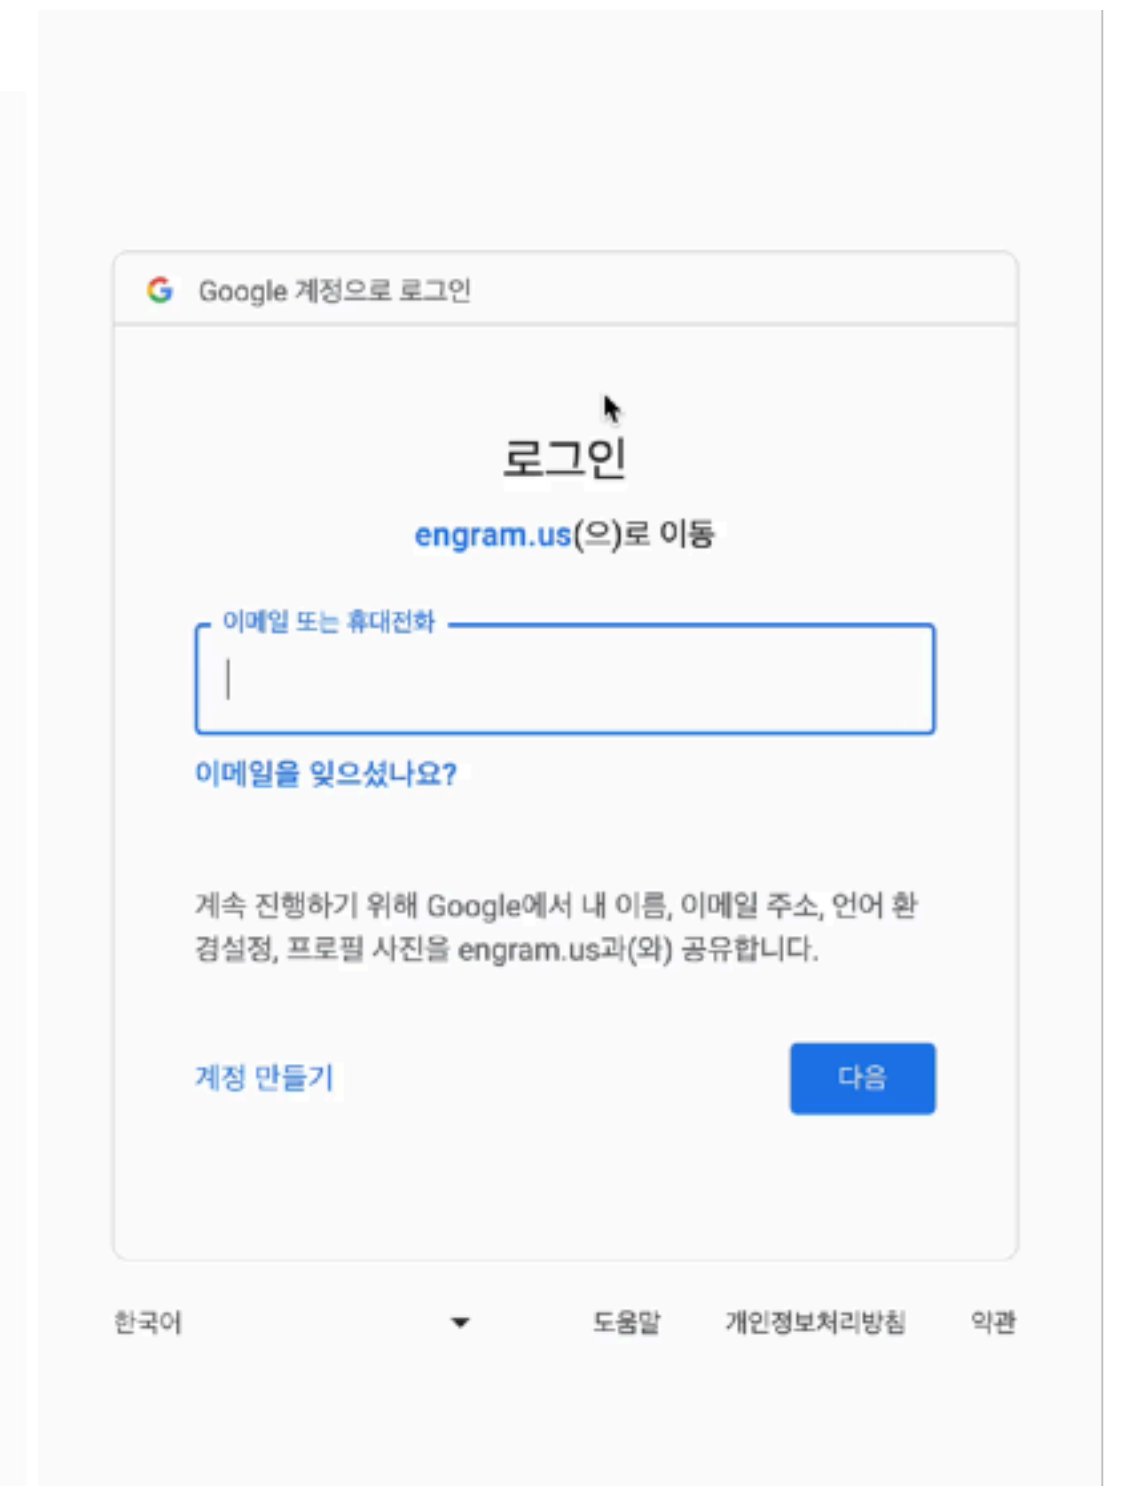 Google 계정으로 로그인
로그인
engram.us(으)로 이동
이메일 또는 휴대전화
이메일을 잊으셨나요?
계속 진행하기 위해 Google에서 내 이름, 이메일 주소, 언어 환
경설정, 프로필 사진을 engram.us과(와) 공유합니다.
계정 만들기 다음
한국어 도움말 개인정보처리방침 약관